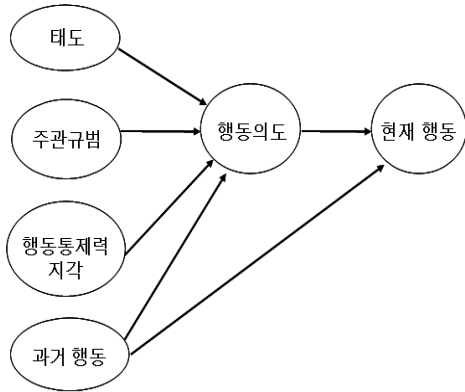 태도
주관규범
행동의도
현재 행동
행동통제력
지각
과거 행동